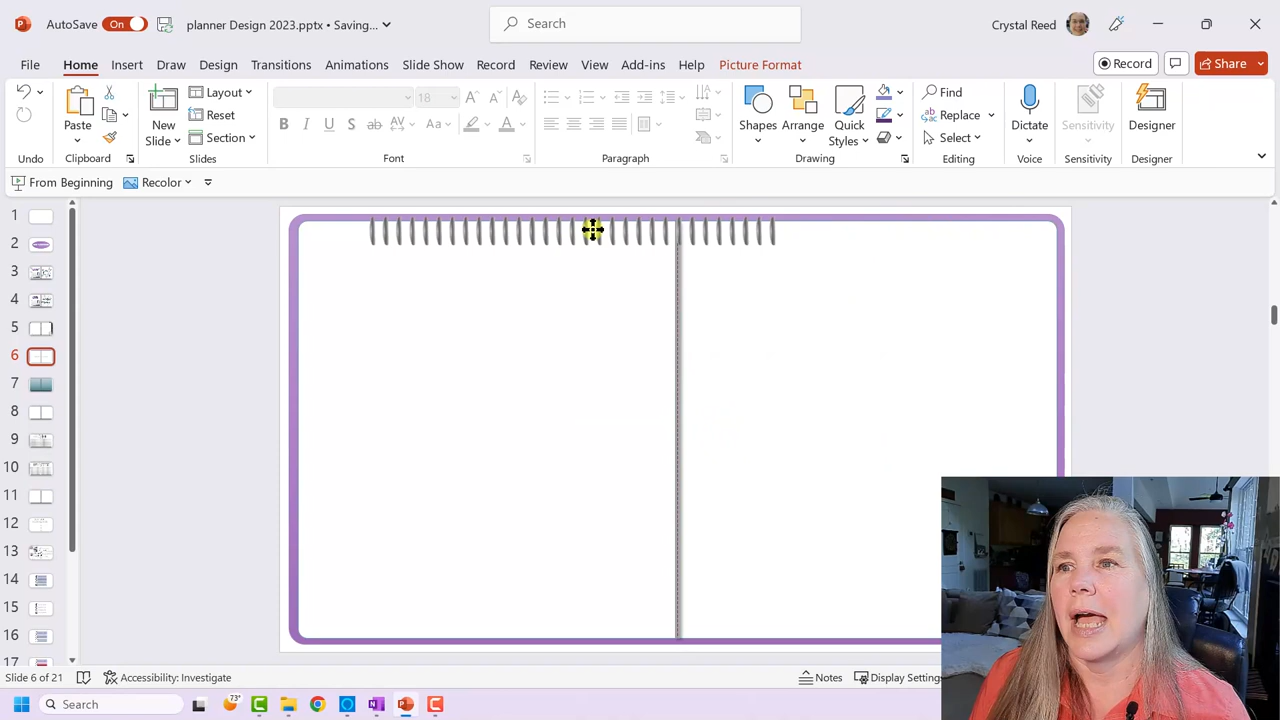 AutoSave On planner Design 2023.pptx • Saving... Search Crystal Reed
File Home Insert Draw Design Transitions Animations Slide Show Record Review View Add-ins Help Picture Format Record Share
Paste New Slide Layout Reset Section 18 Shapes Arrange Quick Styles Find Replace Select Dictate Sensitivity Designer
Undo Clipboard Slides Font Paragraph Drawing Editing Voice Sensitivity Designer
From Beginning Recolor
1
2
3
4
5
6
7
8
9
10
11
12
13
14
15
16
17
Slide 6 of 21 Accessibility: Investigate Notes Display Settings
Search 73°